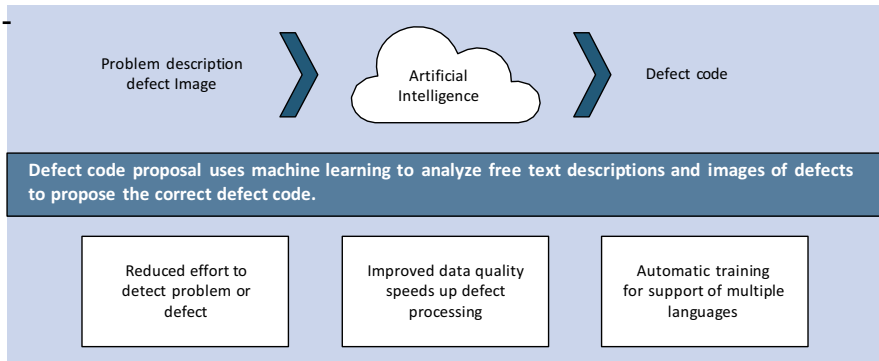 Problem description
defect Image
Artificial
Intelligence
Defect code
Defect code proposal uses machine learning to analyze free text descriptions and images of defects
to propose the correct defect code.
Reduced effort to
detect problem or
defect
Improved data quality
speeds up defect
processing
Automatic training
for support of multiple
languages